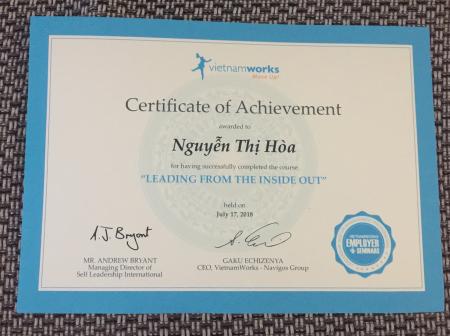 vietnamworks
Move Up!
Certificate of Achievement
awarded to
Nguyễn Thị Hòa
for having successfully completed the course
"LEADING FROM THE INSIDE OUT"
held on
July 17, 2018
A.J. Bryant
MR. ANDREW BRYANT
Managing Director of
Self Leadership International
GAKU ECHIZENYA
CEO, VietnamWorks - Navigos Group
EMPLOYER
SEMINARS